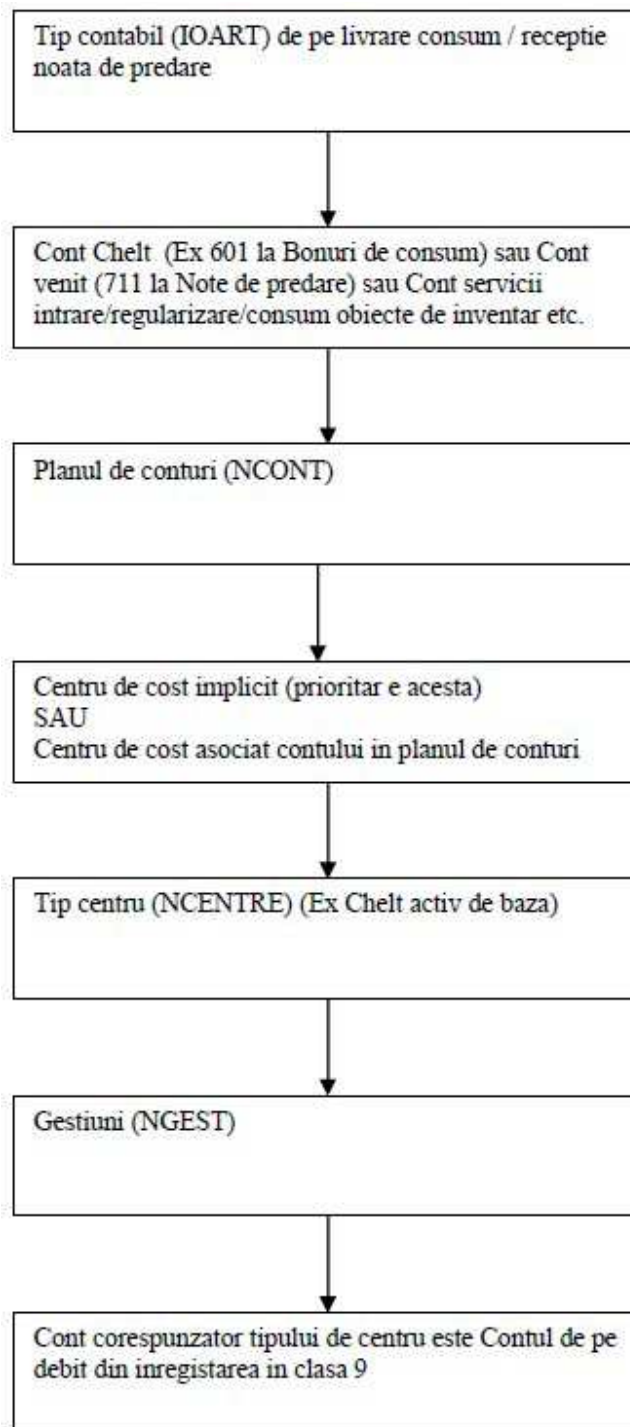 Tip contabil (IOART) de pe livrare consum / receptie
noata de predare
Cont Chelt (Ex 601 la Bonuri de consum) sau Cont
venit (711 la Note de predare) sau Cont servicii
intrare/regularizare/consum obiecte de inventar etc.
Planul de conturi (NCONT)
Centru de cost implicit (prioritar e acesta)
SAU
Centru de cost asociat contului in planul de conturi
Tip centru (NCENTRE) (Ex Chelt activ de baza)
Gestiuni (NGEST)
Cont corespunzator tipului de centru este Contul de pe
debit din inregistarea in clasa 9